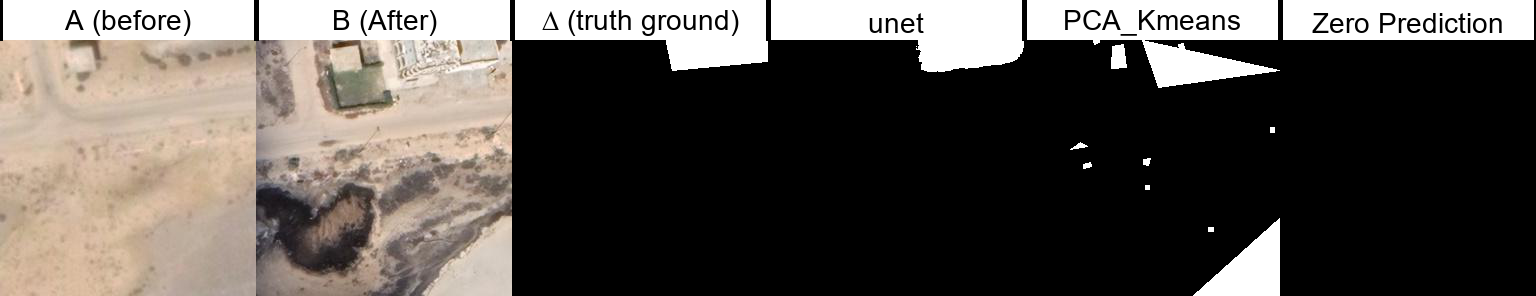 A (before)
B (After)
Δ (truth ground)
unet
PCA_Kmeans
Zero Prediction